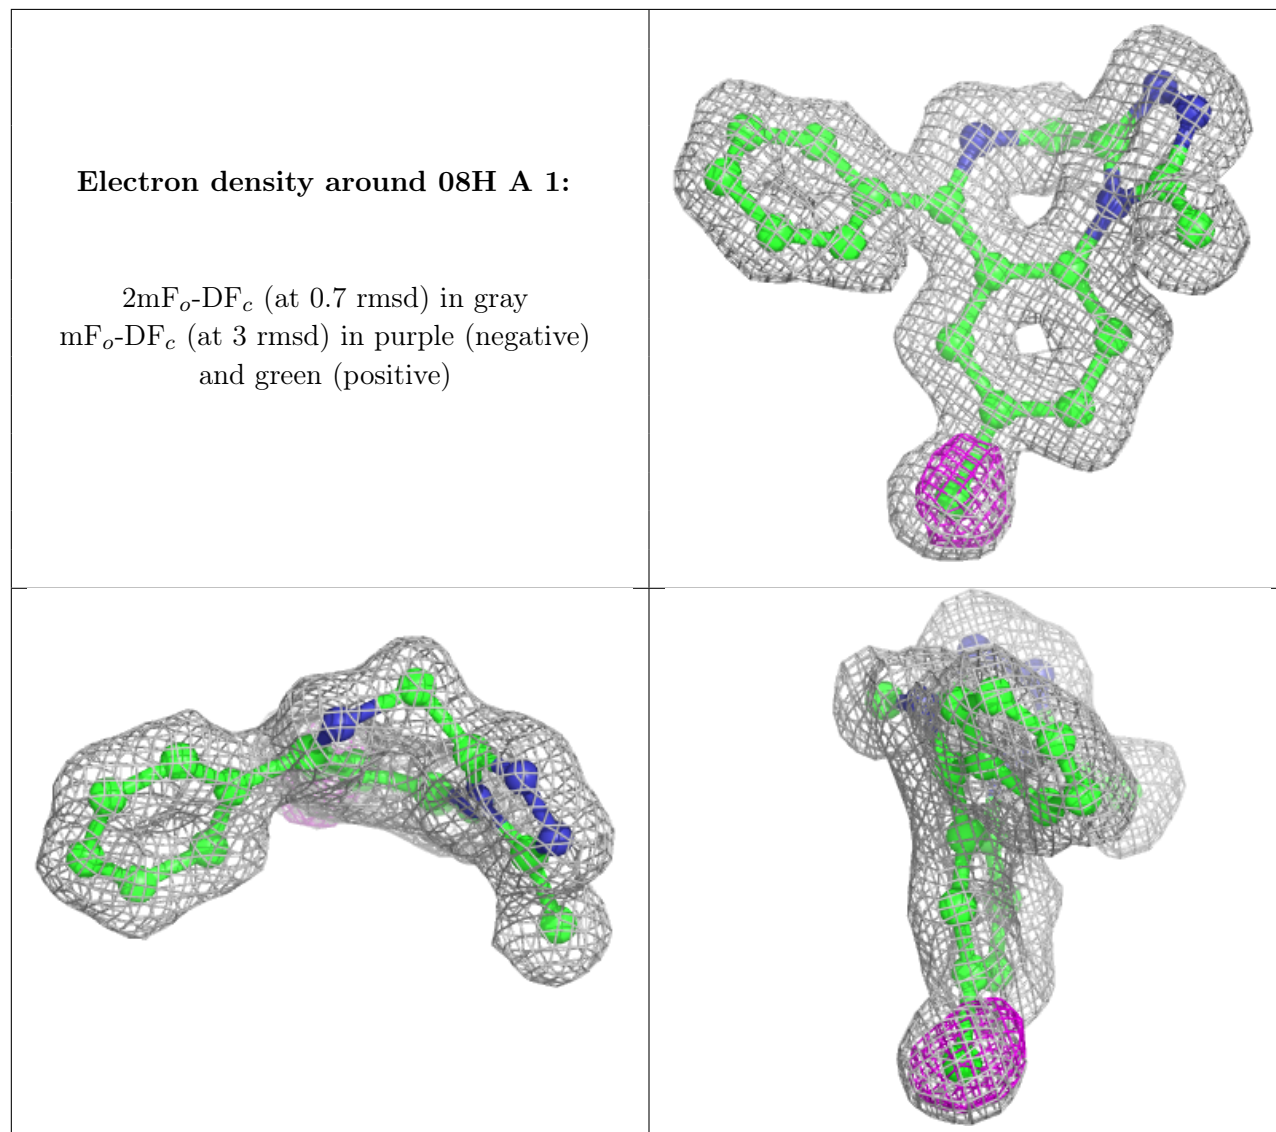 Electron density around 08H A 1:
2mFo-DFc (at 0.7 rmsd) in gray
mFo-DFc (at 3 rmsd) in purple (negative)
and green (positive)